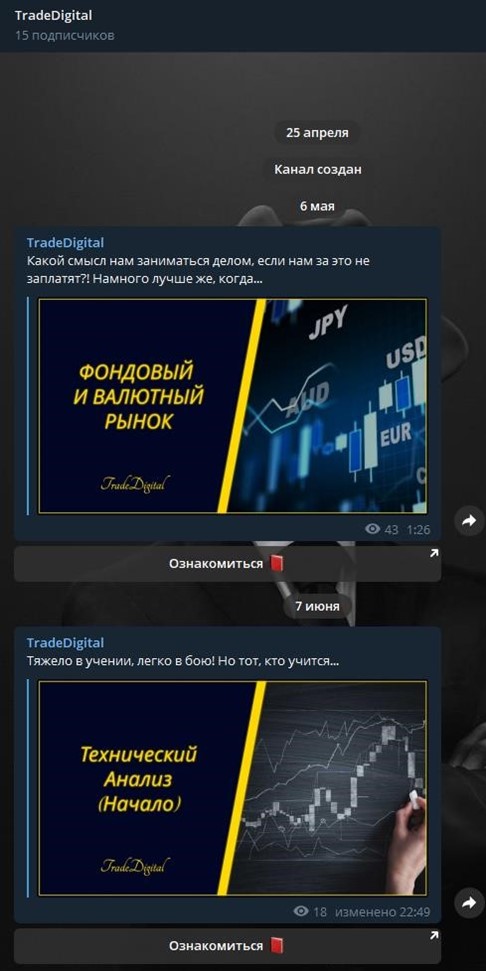 TradeDigital
15 подписчиков
25 апреля
Канал создан
6 мая
TradeDigital
Какой смысл нам заниматься делом, если нам за это не
заплатят?! Намного лучше же, когда...
ФОНДОВЫЙ
И ВАЛЮТНЫЙ
РЫНОК
TradeDigital
JPY
USD
AUD
EUR
43 1:26
Ознакомиться
7 июня
TradeDigital
Тяжело в учении, легко в бою! Но тот, кто учится...
Технический
Анализ
(Начало)
TradeDigital
18 изменено 22:49
Ознакомиться